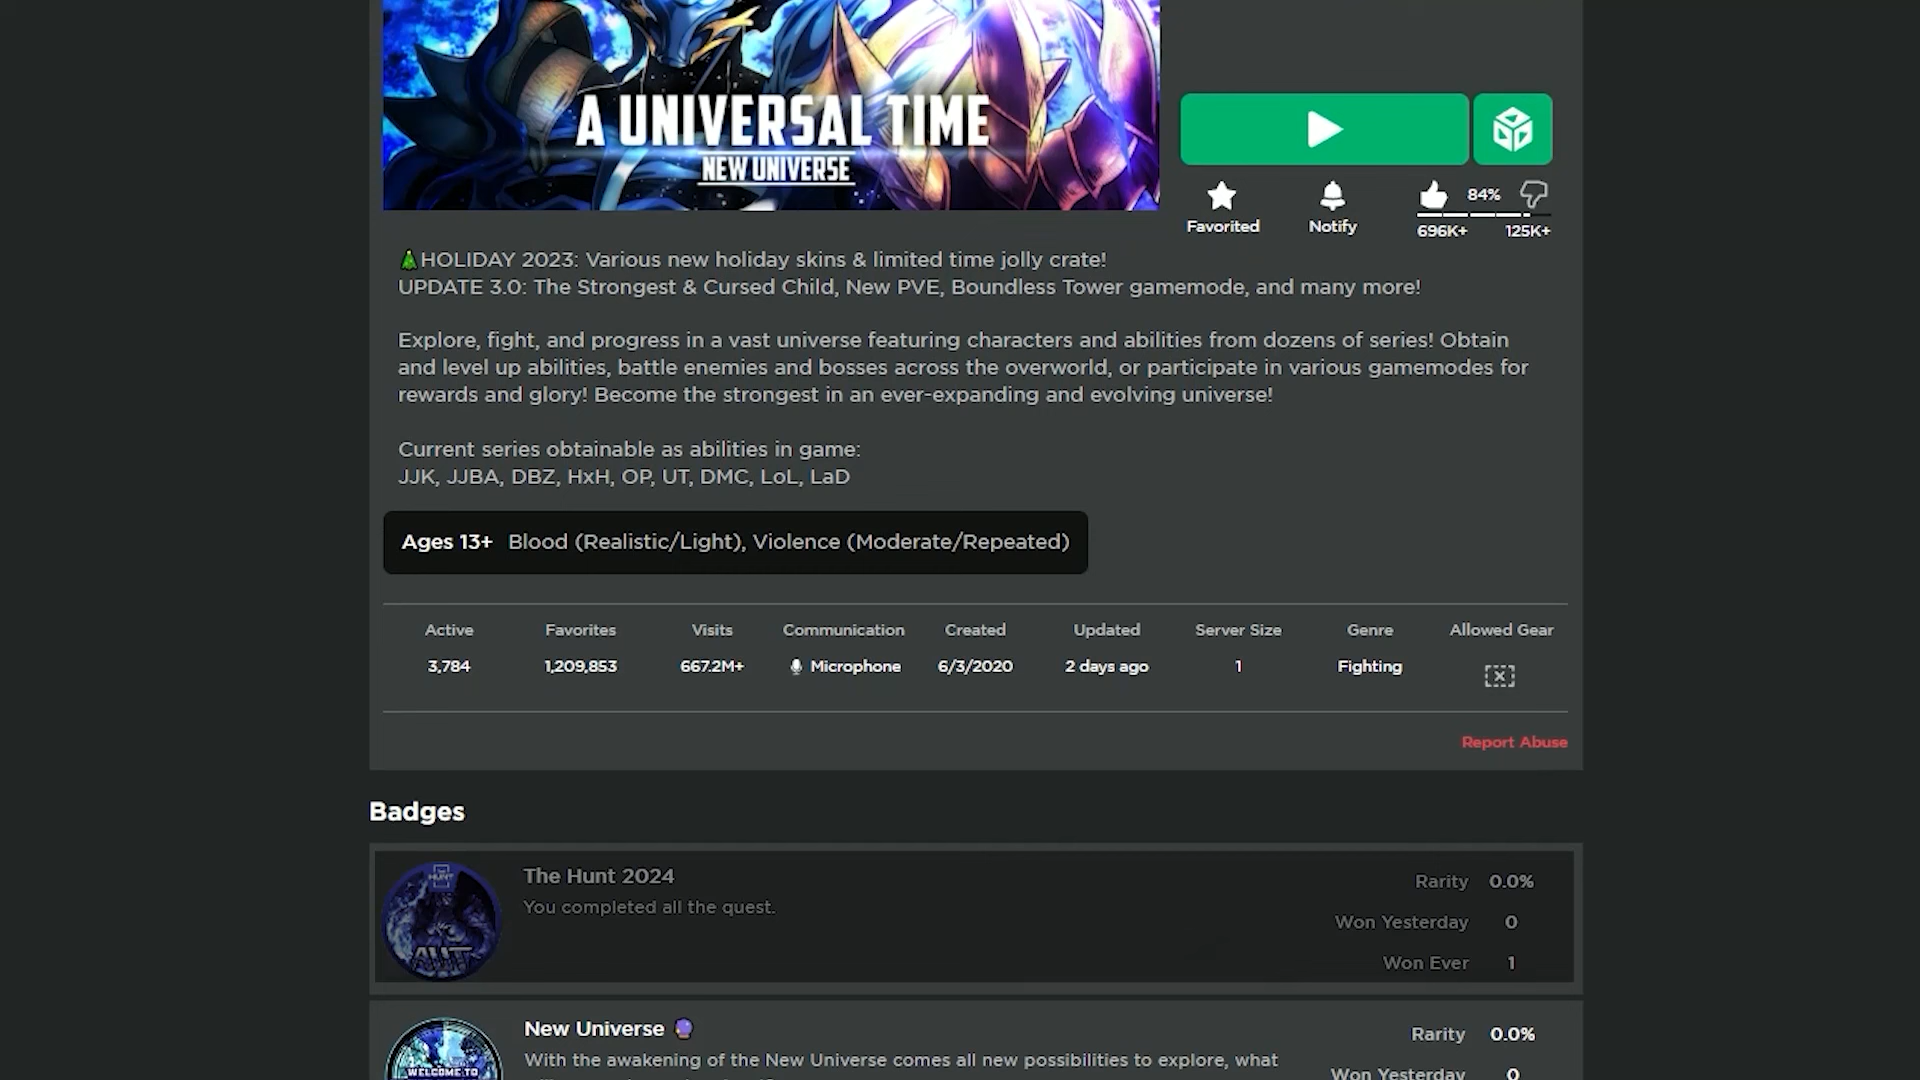 A UNIVERSAL TIME
NEW UNIVERSE
Favorited
Notify
84%
696K+
125K+
HOLIDAY 2023: Various new holiday skins & limited time jolly crate!
UPDATE 3.0: The Strongest & Cursed Child, New PVE, Boundless Tower gamemode, and many more!
Explore, fight, and progress in a vast universe featuring characters and abilities from dozens of series! Obtain
and level up abilities, battle enemies and bosses across the overworld, or participate in various gamemodes for
rewards and glory! Become the strongest in an ever-expanding and evolving universe!
Current series obtainable as abilities in game:
JJK, JJBA, DBZ, HxH, OP, UT, DMC, LoL, LaD
Ages 13+ Blood (Realistic/Light), Violence (Moderate/Repeated)
Active Favorites Visits Communication Created Updated Server Size Genre Allowed Gear
3,784 1,209,853 667.2M+ Microphone 6/3/2020 2 days ago 1 Fighting
Report Abuse
Badges
HUNT
AUT
The Hunt 2024
You completed all the quest.
Rarity 0.0%
Won Yesterday 0
Won Ever 1
WELCOME TO
New Universe
With the awakening of the New Universe comes all new possibilities to explore, what
Rarity 0.0%
Won Yesterday 0